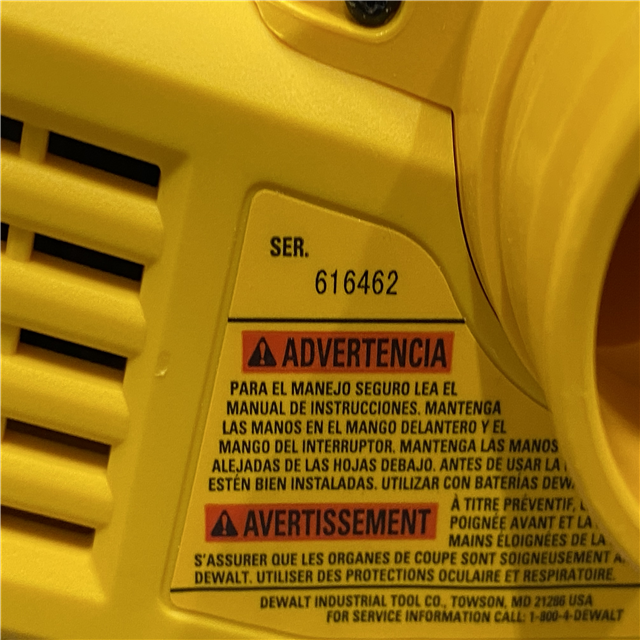 SER.
616462
ADVERTENCIA
PARA EL MANEJO SEGURO LEA EL
MANUAL DE INSTRUCCIONES. MANTENGA
LAS MANOS EN EL MANGO DELANTERO Y EL
MANGO DEL INTERRUPTOR. MANTENGA LAS MANOS
ALEJADAS DE LAS HOJAS DEBAJO. ANTES DE USAR LA
ESTÉN BIEN INSTALADAS. UTILIZAR CON BATERÍAS
AVERTISSEMENT
À TITRE PRÉVENTIF,
POIGNÉE AVANT ET LA
MAINS ÉLOIGNÉES DE LA
S'ASSURER QUE LES ORGANES DE COUPE SONT SOIGNEUSEMENT
DEWALT. UTILISER DES PROTECTIONS OCULAIRE ET RESPIRATOIRE.
DEWALT INDUSTRIAL TOOL CO., TOWSON, MD 21286 USA
FOR SERVICE INFORMATION CALL: 1-800-4-DEWALT